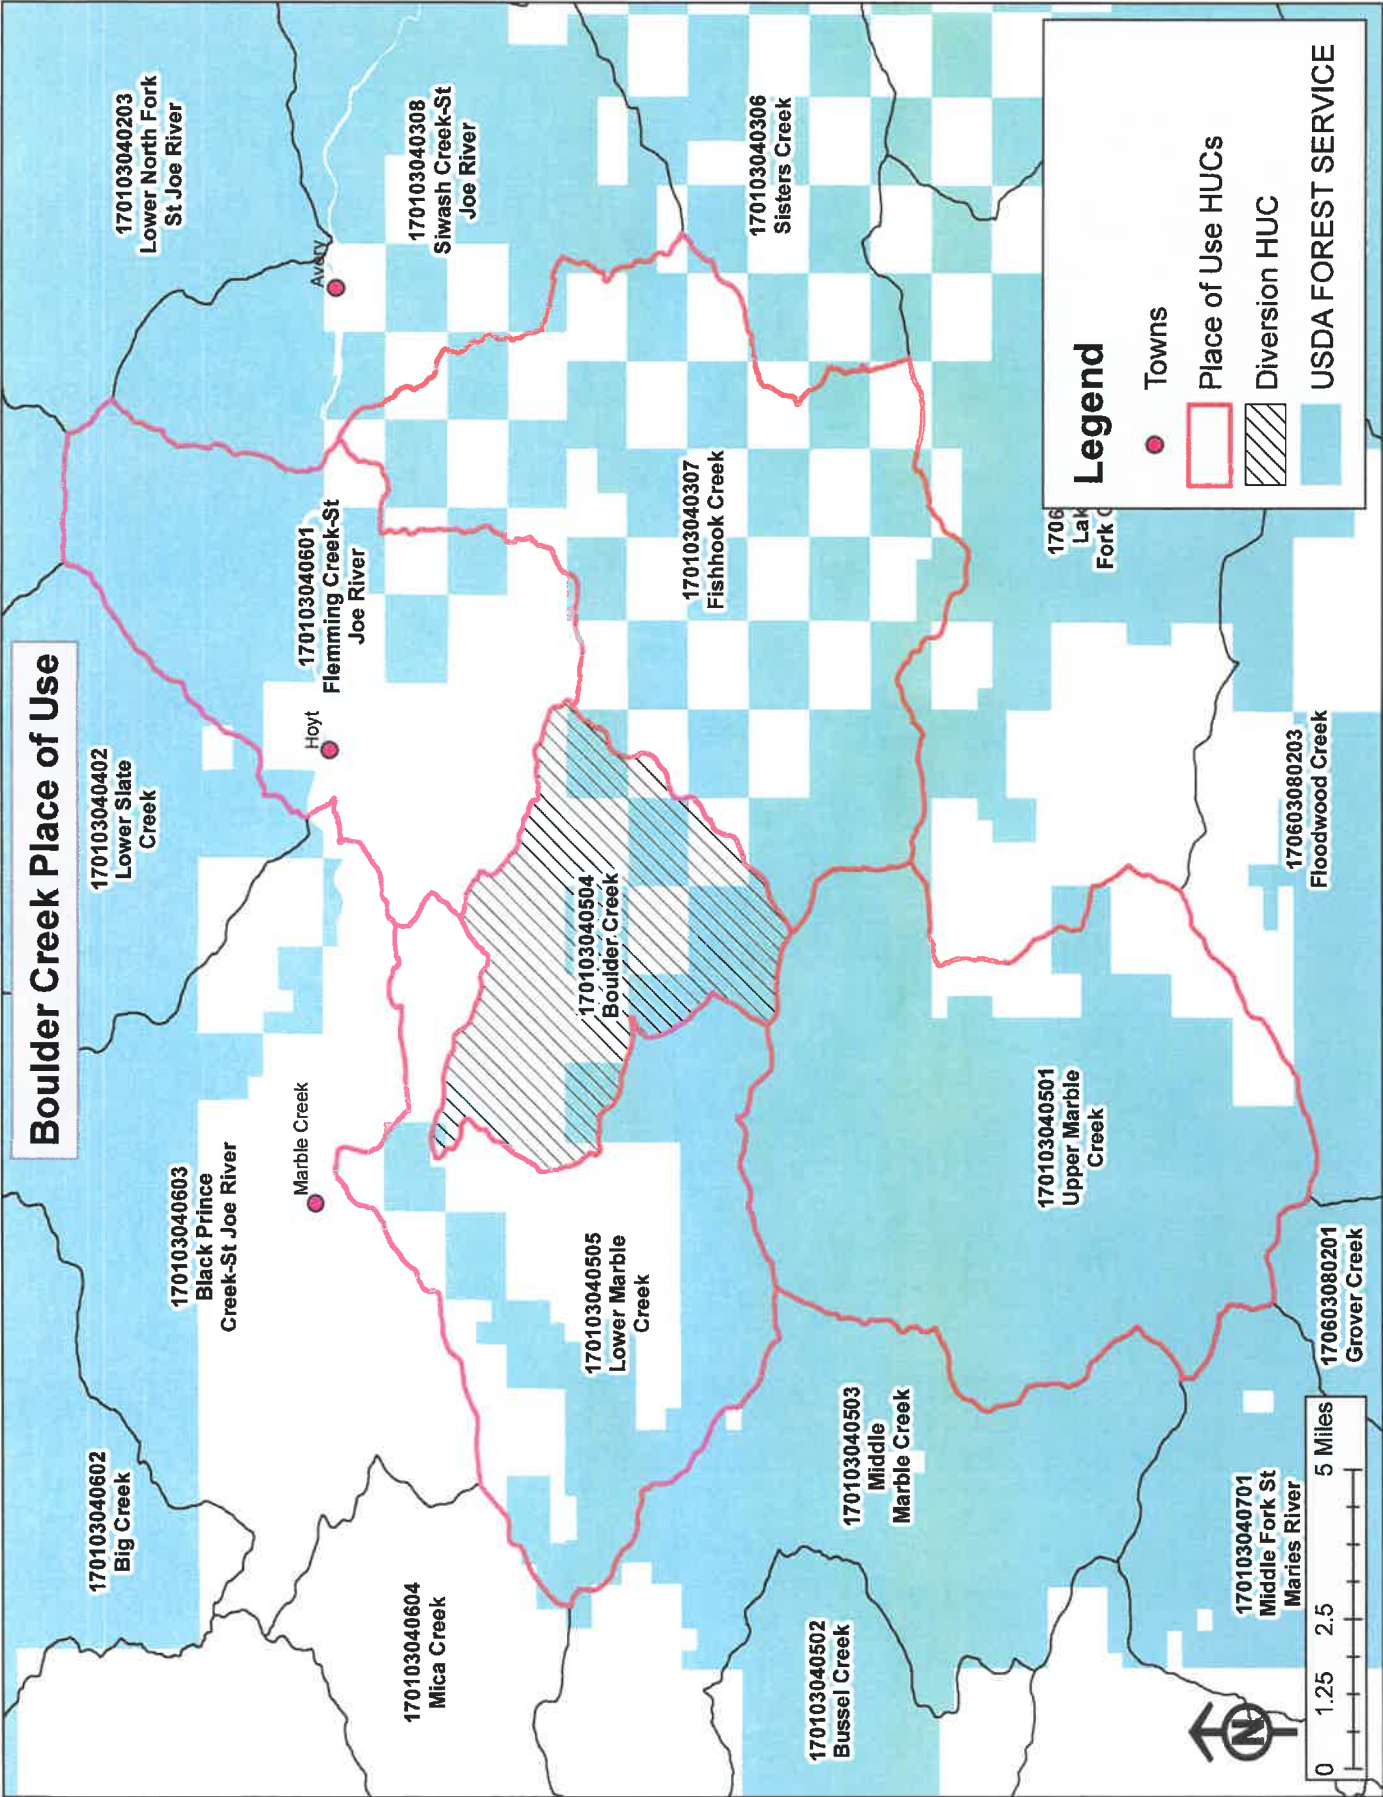 Boulder Creek Place of Use
170103040602
Big Creek
170103040603
Black Prince
Creek-St Joe River
170103040402
Lower Slate
Creek
170103040203
Lower North Fork
St Joe River
Marble Creek
Hoyt
Avery
170103040601
Flemming Creek-St
Joe River
170103040308
Siwash Creek-St
Joe River
170103040604
Mica Creek
170103040505
Lower Marble
Creek
170103040504
Boulder Creek
170103040307
Fishhook Creek
170103040306
Sisters Creek
170103040502
Bussel Creek
170103040503
Middle
Marble Creek
170103040501
Upper Marble
Creek
1706
Lak
Fork
170103040701
Middle Fork St
Maries River
170603080201
Grover Creek
170603080203
Floodwood Creek
Legend
Towns
Place of Use HUCs
Diversion HUC
USDA FOREST SERVICE
N
0 1.25 2.5 5 Miles